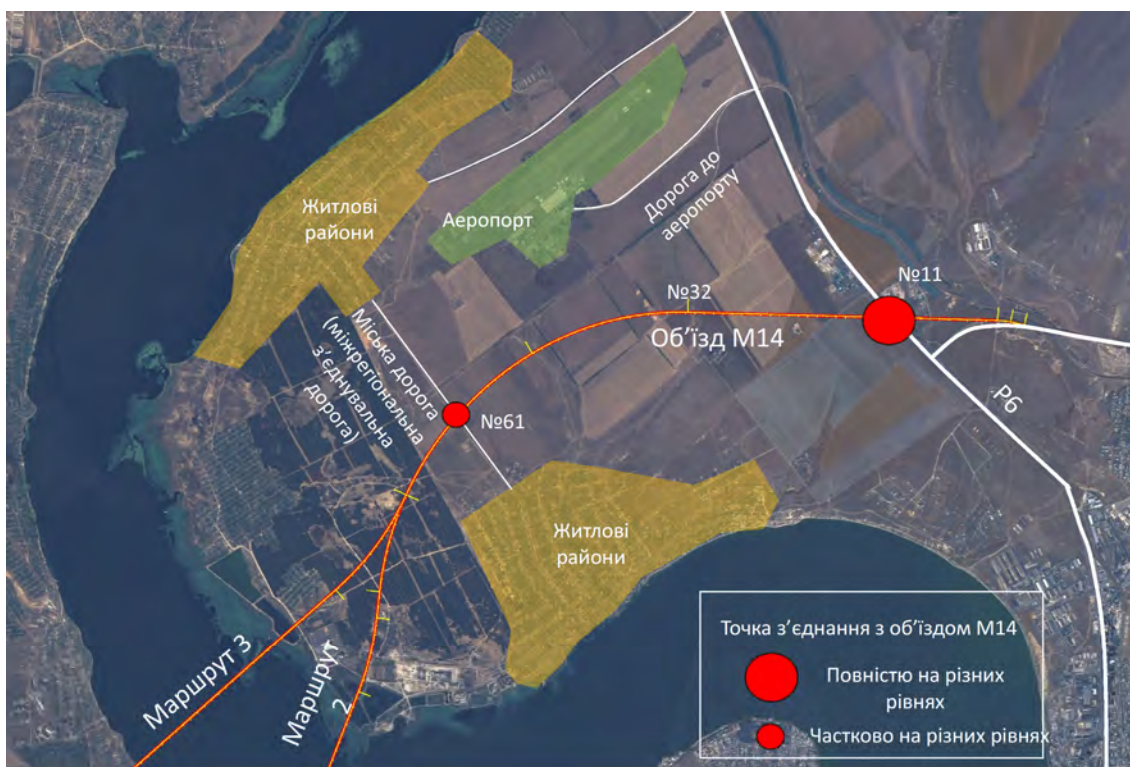 Житлові
райони
Аеропорт
Дорога до
аеропорту
№11
№32
Об’їзд М14
Міська дорога
(міжрегіональна
з’єднувальна
дорога)
№61
Р6
Житлові
райони
Маршрут 3
Маршрут
2
Точка з’єднання з об’їздом М14
Повністю на різних
рівнях
Частково на різних рівнях